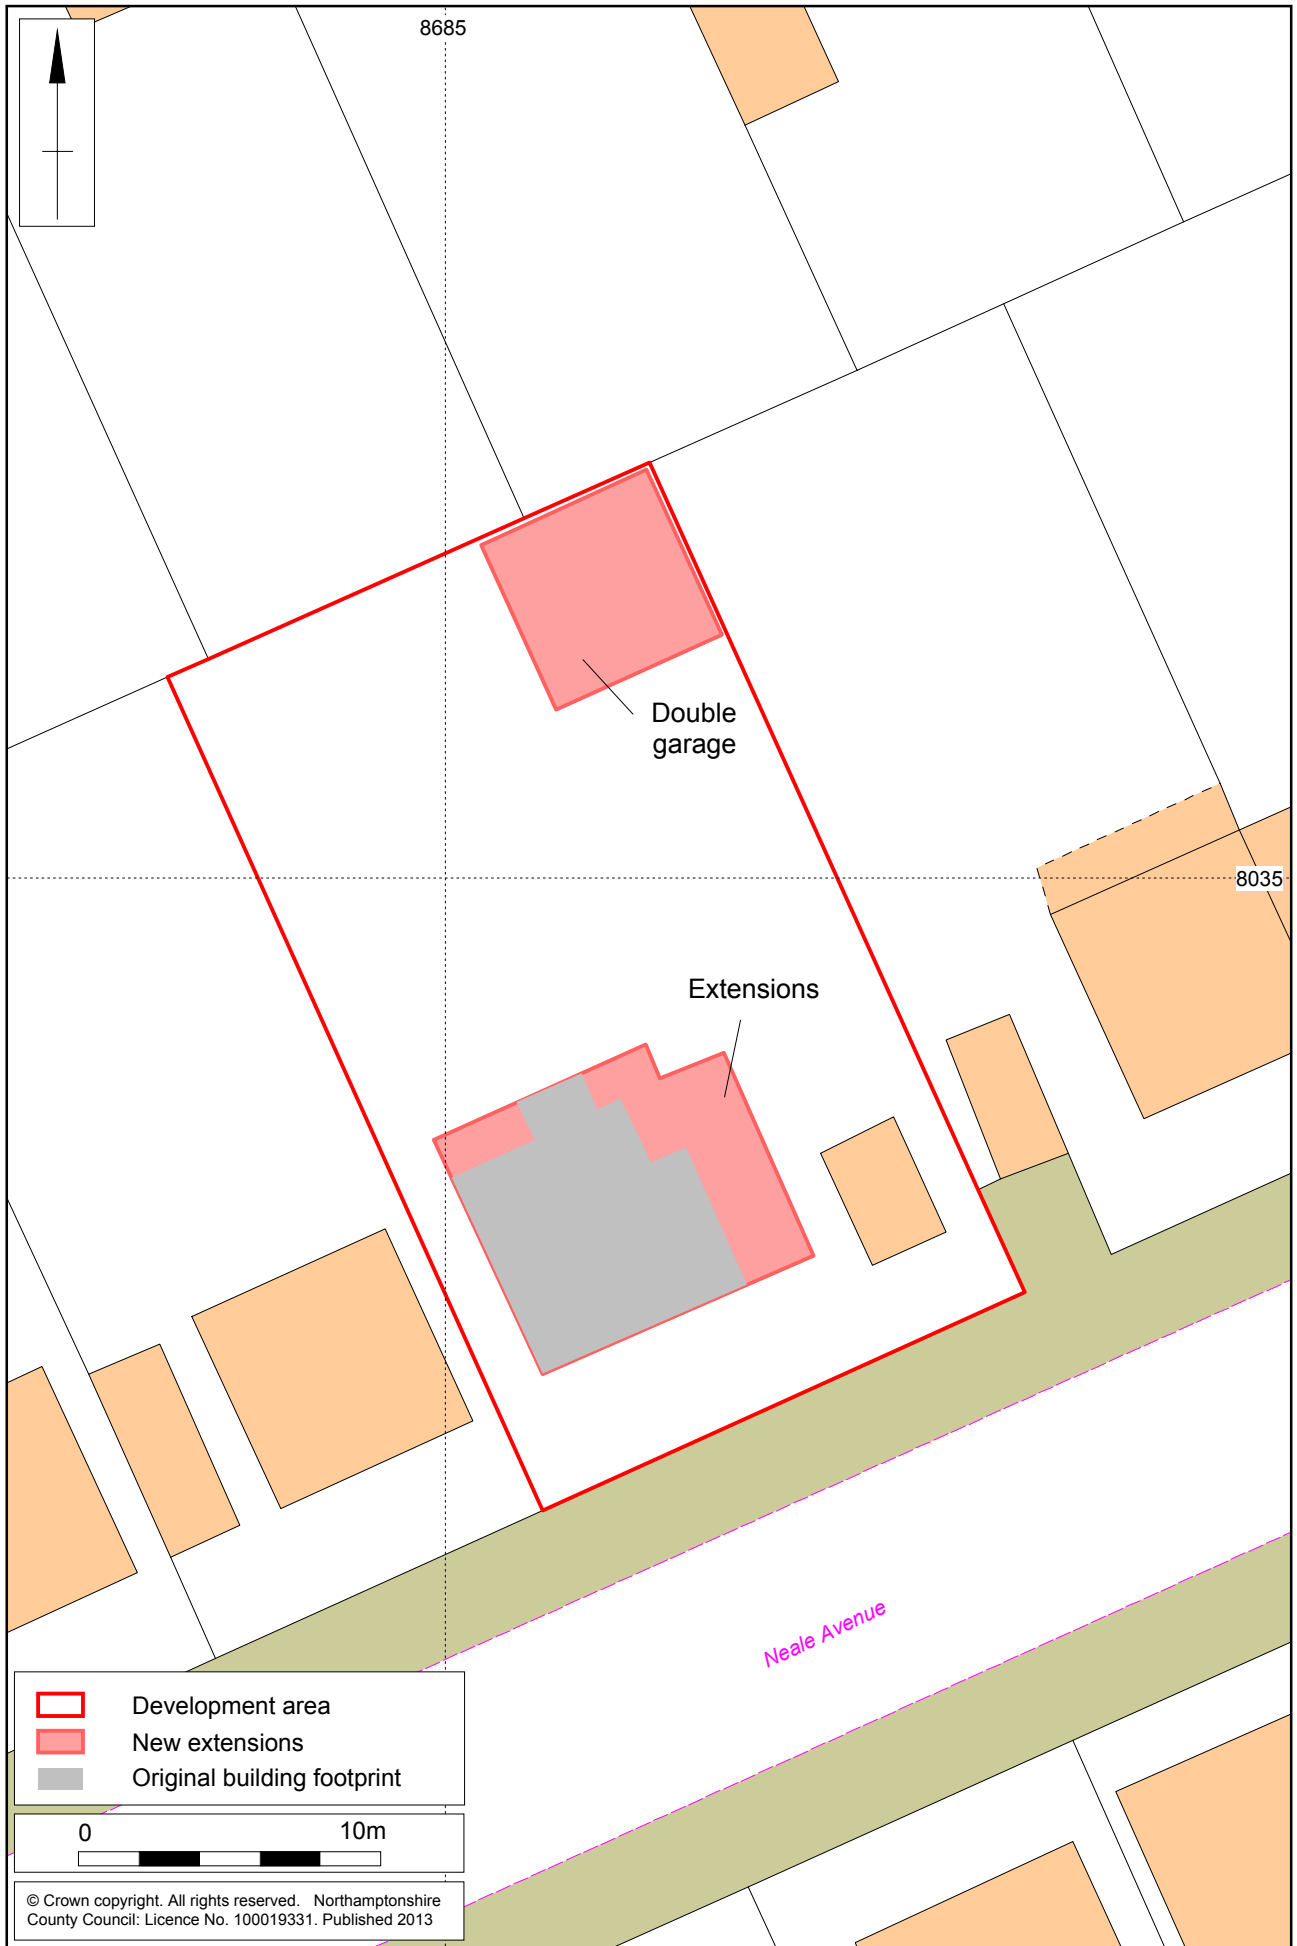 8685
Double
garage
8035
Extensions
Neale Avenue
Development area
New extensions
Original building footprint
0 10m
© Crown copyright. All rights reserved. Northamptonshire
County Council: Licence No. 100019331. Published 2013